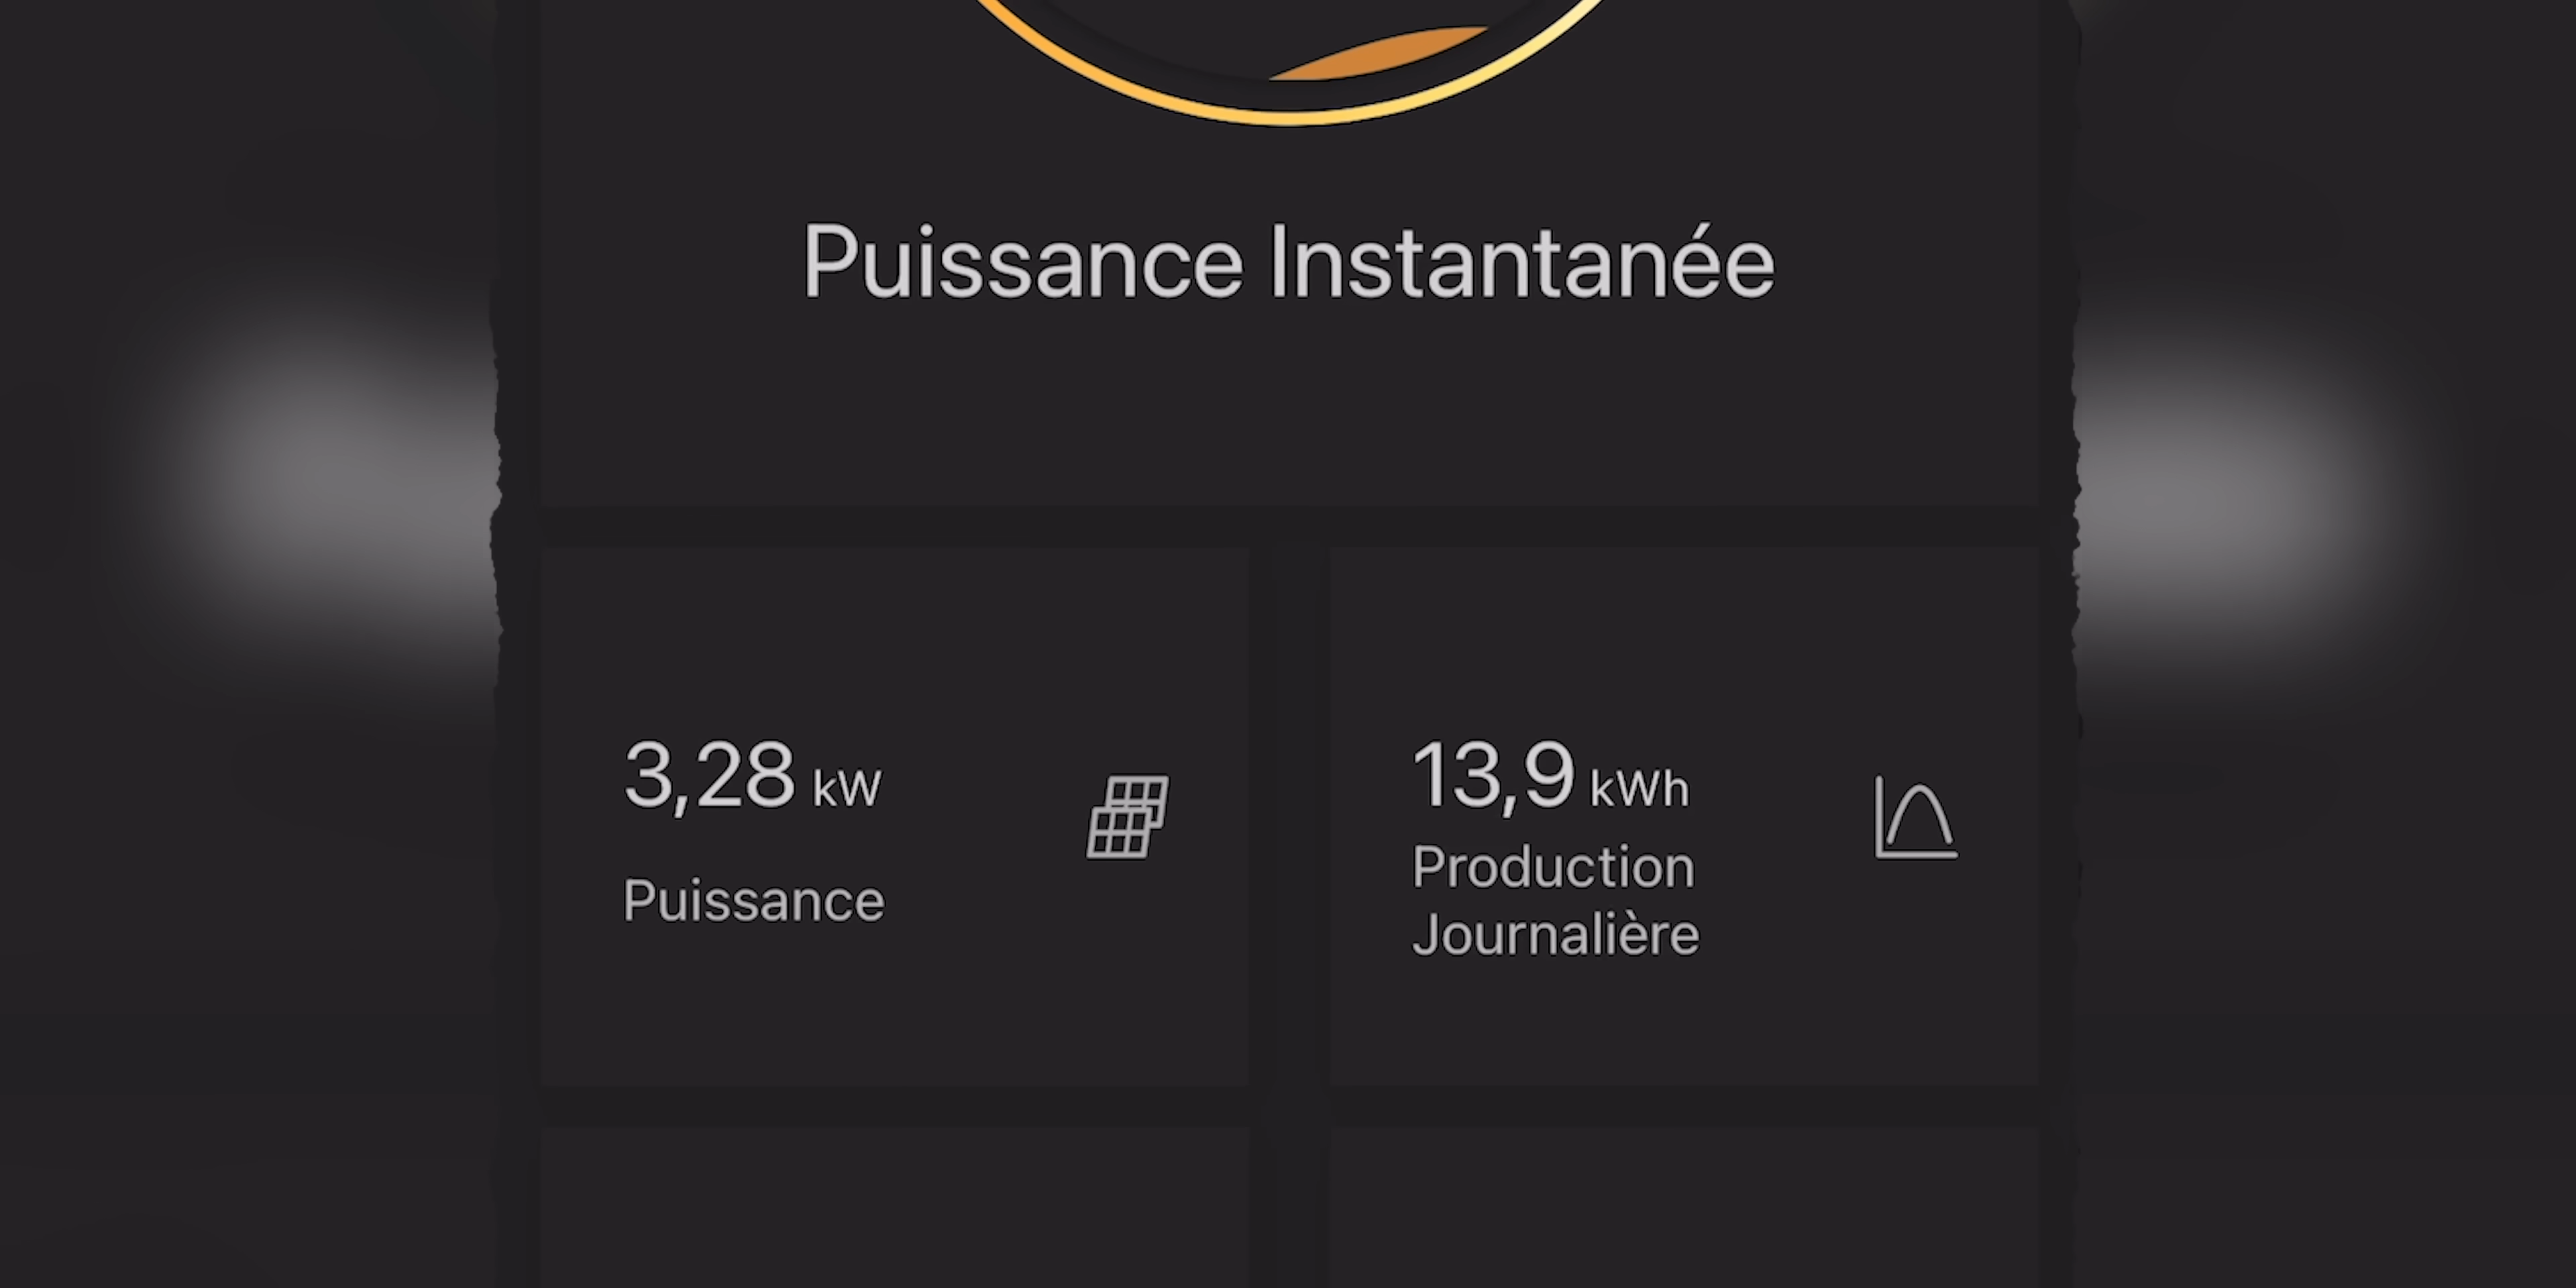 Puissance Instantanée
3,28 kW
Puissance
13,9 kWh
Production
Journalière